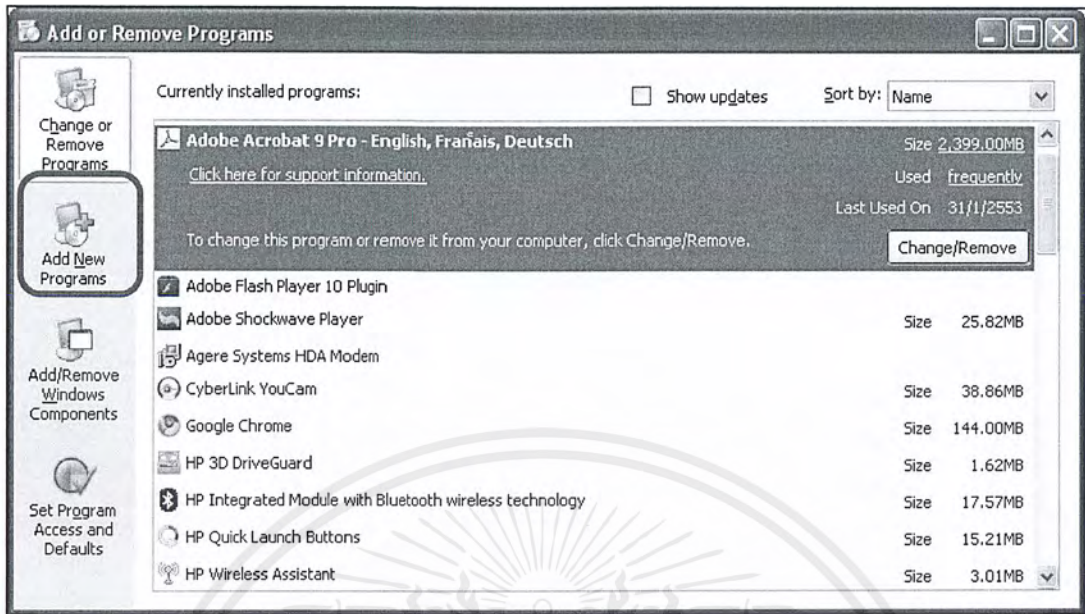 Add or Remove Programs
Change or
Remove
Programs
Add New
Programs
Add/Remove
Windows
Components
Set Program
Access and
Defaults
Currently installed programs:
Show updates
Sort by: Name
Adobe Acrobat 9 Pro - English, Frañais, Deutsch
Size 2,399.00MB
Click here for support information.
Used frequently
Last Used On 31/1/2553
To change this program or remove it from your computer, click Change/Remove.
Change/Remove
Adobe Flash Player 10 Plugin
Adobe Shockwave Player Size 25.82MB
Agere Systems HDA Modem
CyberLink YouCam Size 38.86MB
Google Chrome Size 144.00MB
HP 3D DriveGuard Size 1.62MB
HP Integrated Module with Bluetooth wireless technology Size 17.57MB
HP Quick Launch Buttons Size 15.21MB
HP Wireless Assistant Size 3.01MB